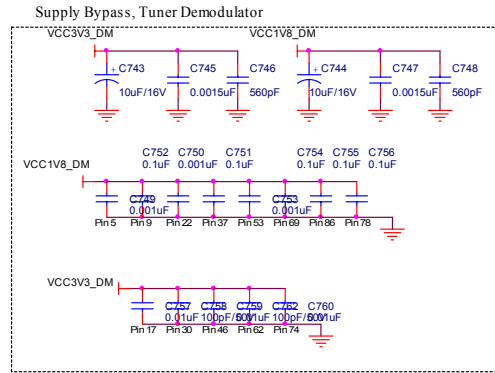 Supply Bypass, Tuner Demodulator
VCC3V3_DM VCC1V8_DM
+ C743 C745 C746 + C744 C747 C748
10uF/16V 0.0015uF 560pF 10uF/16V 0.0015uF 560pF
C752 C750 C751 C754 C755 C756
0.1uF 0.001uF 0.1uF 0.1uF 0.1uF 0.1uF
VCC1V8_DM
C749 C753
0.001uF 0.001uF
Pin 5 Pin 9 Pin 22 Pin 37 Pin 53 Pin 69 Pin 86 Pin 78
VCC3V3_DM
C757 C758 C759 C762 C760
0.01uF 100pF/50V 100pF/50V
Pin 17 Pin 30 Pin 46 Pin 62 Pin 74